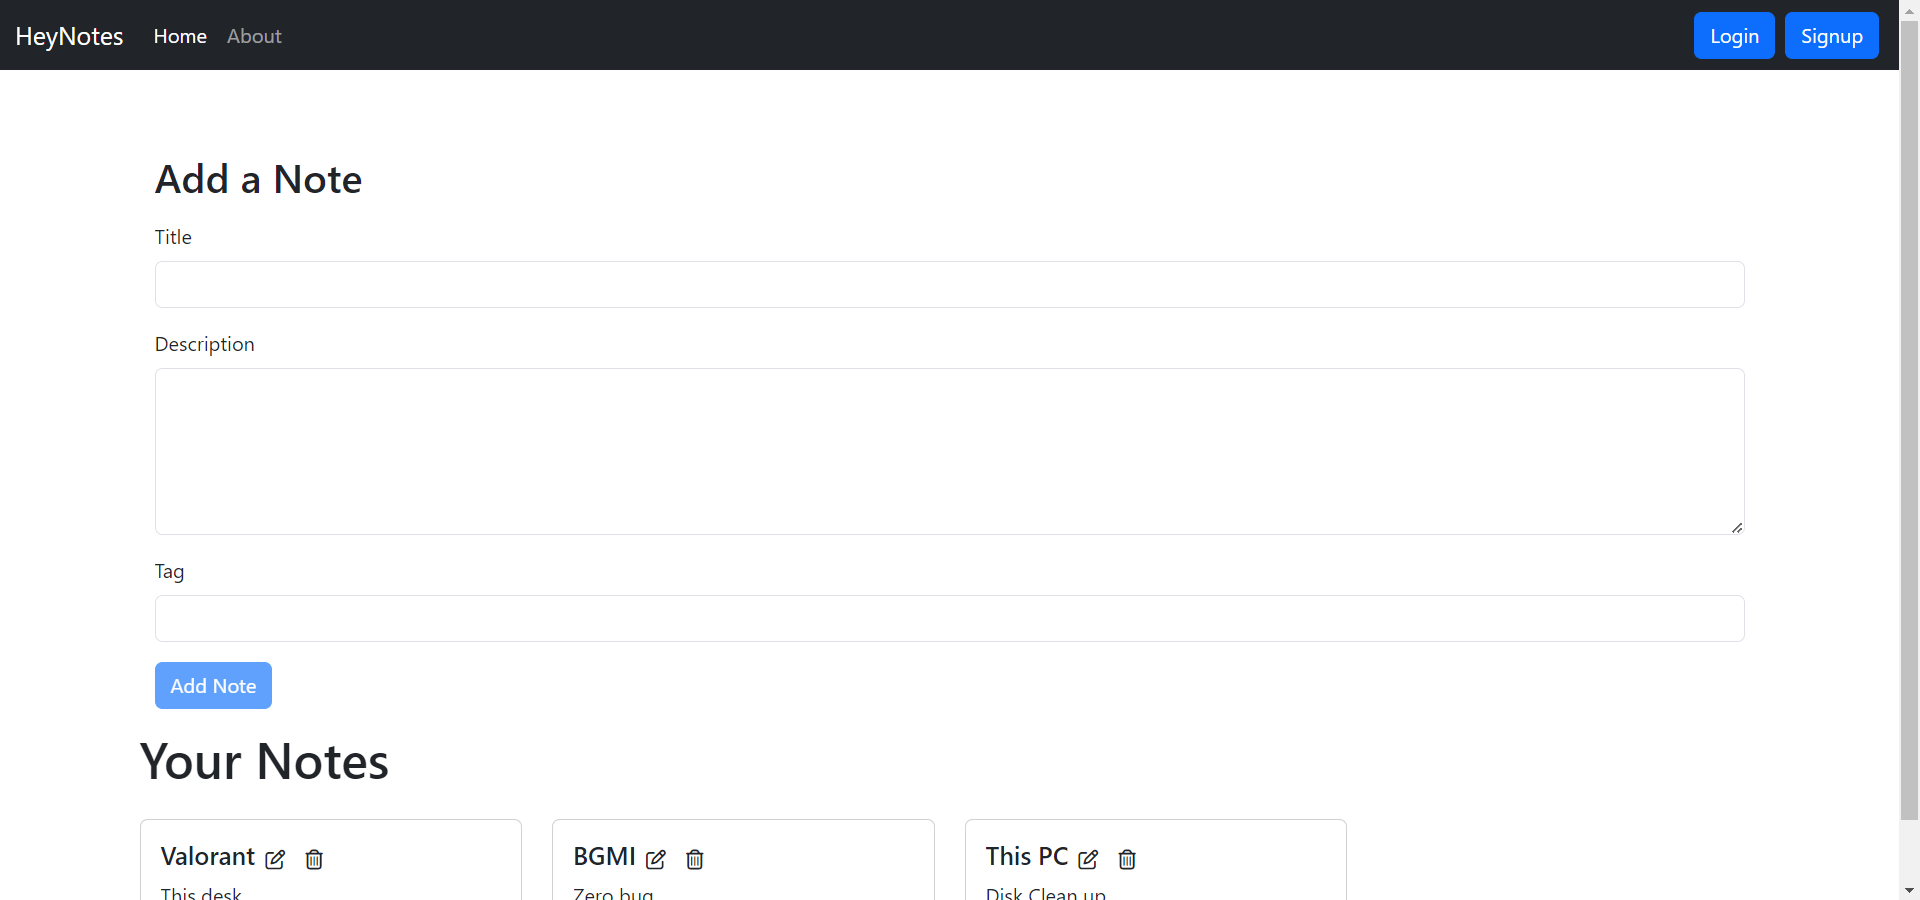 HeyNotes Home About Login Signup
Add a Note
Title
Description
Tag
Add Note
Your Notes
Valorant BGMI This PC
This desk Zero bug Disk Clean up